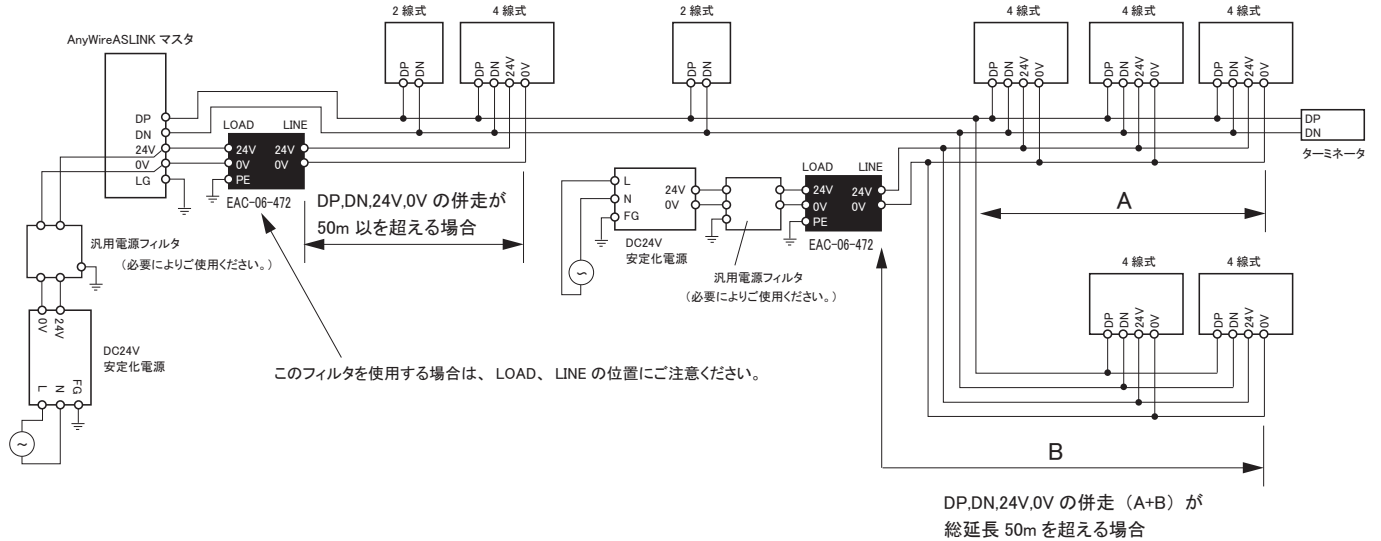 2 線式
4 線式
2 線式
4 線式
4 線式
4 線式
AnyWireASLINK マスタ
DP
DN
DP
DN
24V
0V
DP
DN
DP
DN
24V
0V
DP
DN
24V
0V
DP
DN
24V
0V
DP
DN
24V
0V
LG
LOAD
LINE
24V
0V
PE
24V
0V
EAC-06-472
DP
DN
ターミネータ
DP,DN,24V,0V の併走が
50m 以を超える場合
L
N
FG
24V
0V
DC24V
安定化電源
LOAD
LINE
24V
0V
PE
24V
0V
EAC-06-472
汎用電源フィルタ
（必要によりご使用ください。）
A
汎用電源フィルタ
（必要によりご使用ください。）
0V
24V
L
N
FG
DC24V
安定化電源
~
~
4 線式
4 線式
DP
DN
24V
0V
DP
DN
24V
0V
このフィルタを使用する場合は、 LOAD、 LINE の位置にご注意ください。
B
DP,DN,24V,0V の併走（A+B）が
総延長 50m を超える場合